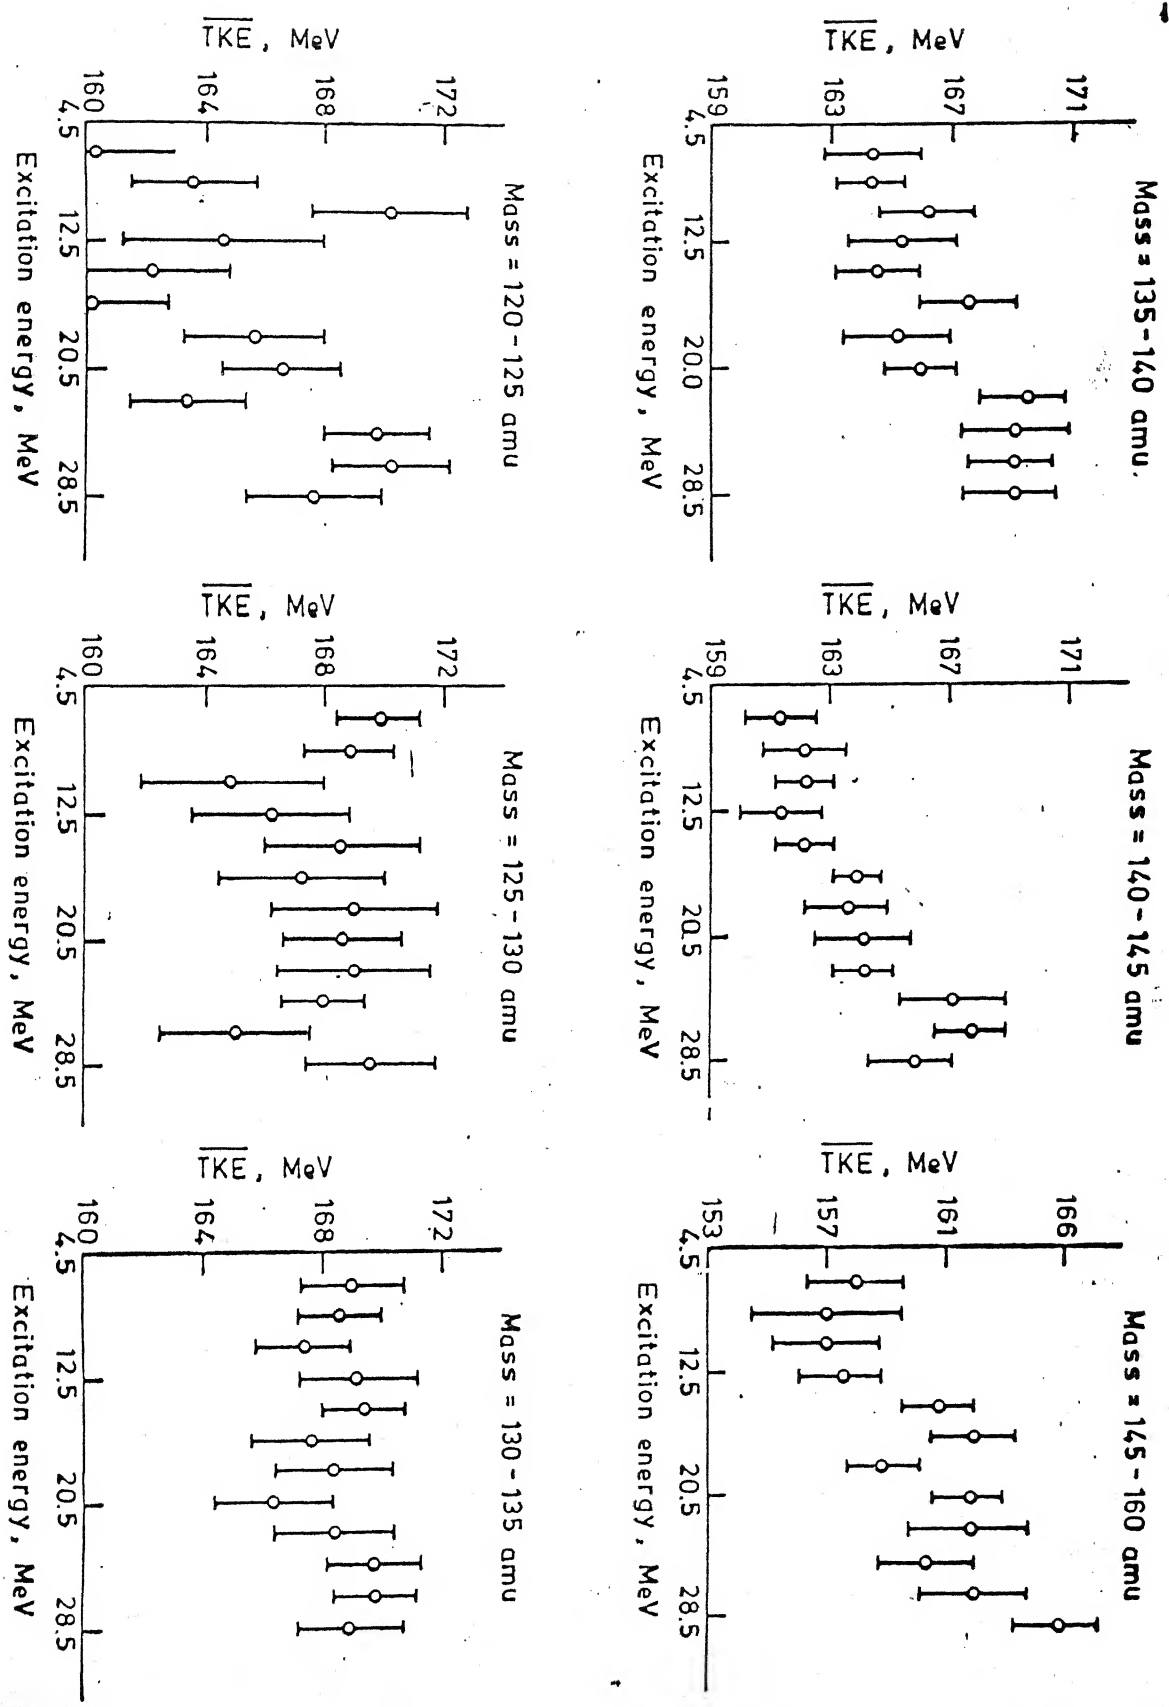 Mass = 135-140 amu.
TKE, MeV
171
167
163
159
4.5 12.5 20.0 28.5
Excitation energy, MeV
Mass = 140-145 amu
TKE, MeV
171
167
163
159
4.5 12.5 20.5 28.5
Excitation energy, MeV
Mass = 145-160 amu
TKE, MeV
166
161
157
153
4.5 12.5 20.5 28.5
Excitation energy, MeV
Mass = 120-125 amu
TKE, MeV
172
168
164
160
4.5 12.5 20.5 28.5
Excitation energy, MeV
Mass = 125-130 amu
TKE, MeV
172
168
164
160
4.5 12.5 20.5 28.5
Excitation energy, MeV
Mass = 130-135 amu
TKE, MeV
172
168
164
160
4.5 12.5 20.5 28.5
Excitation energy, MeV